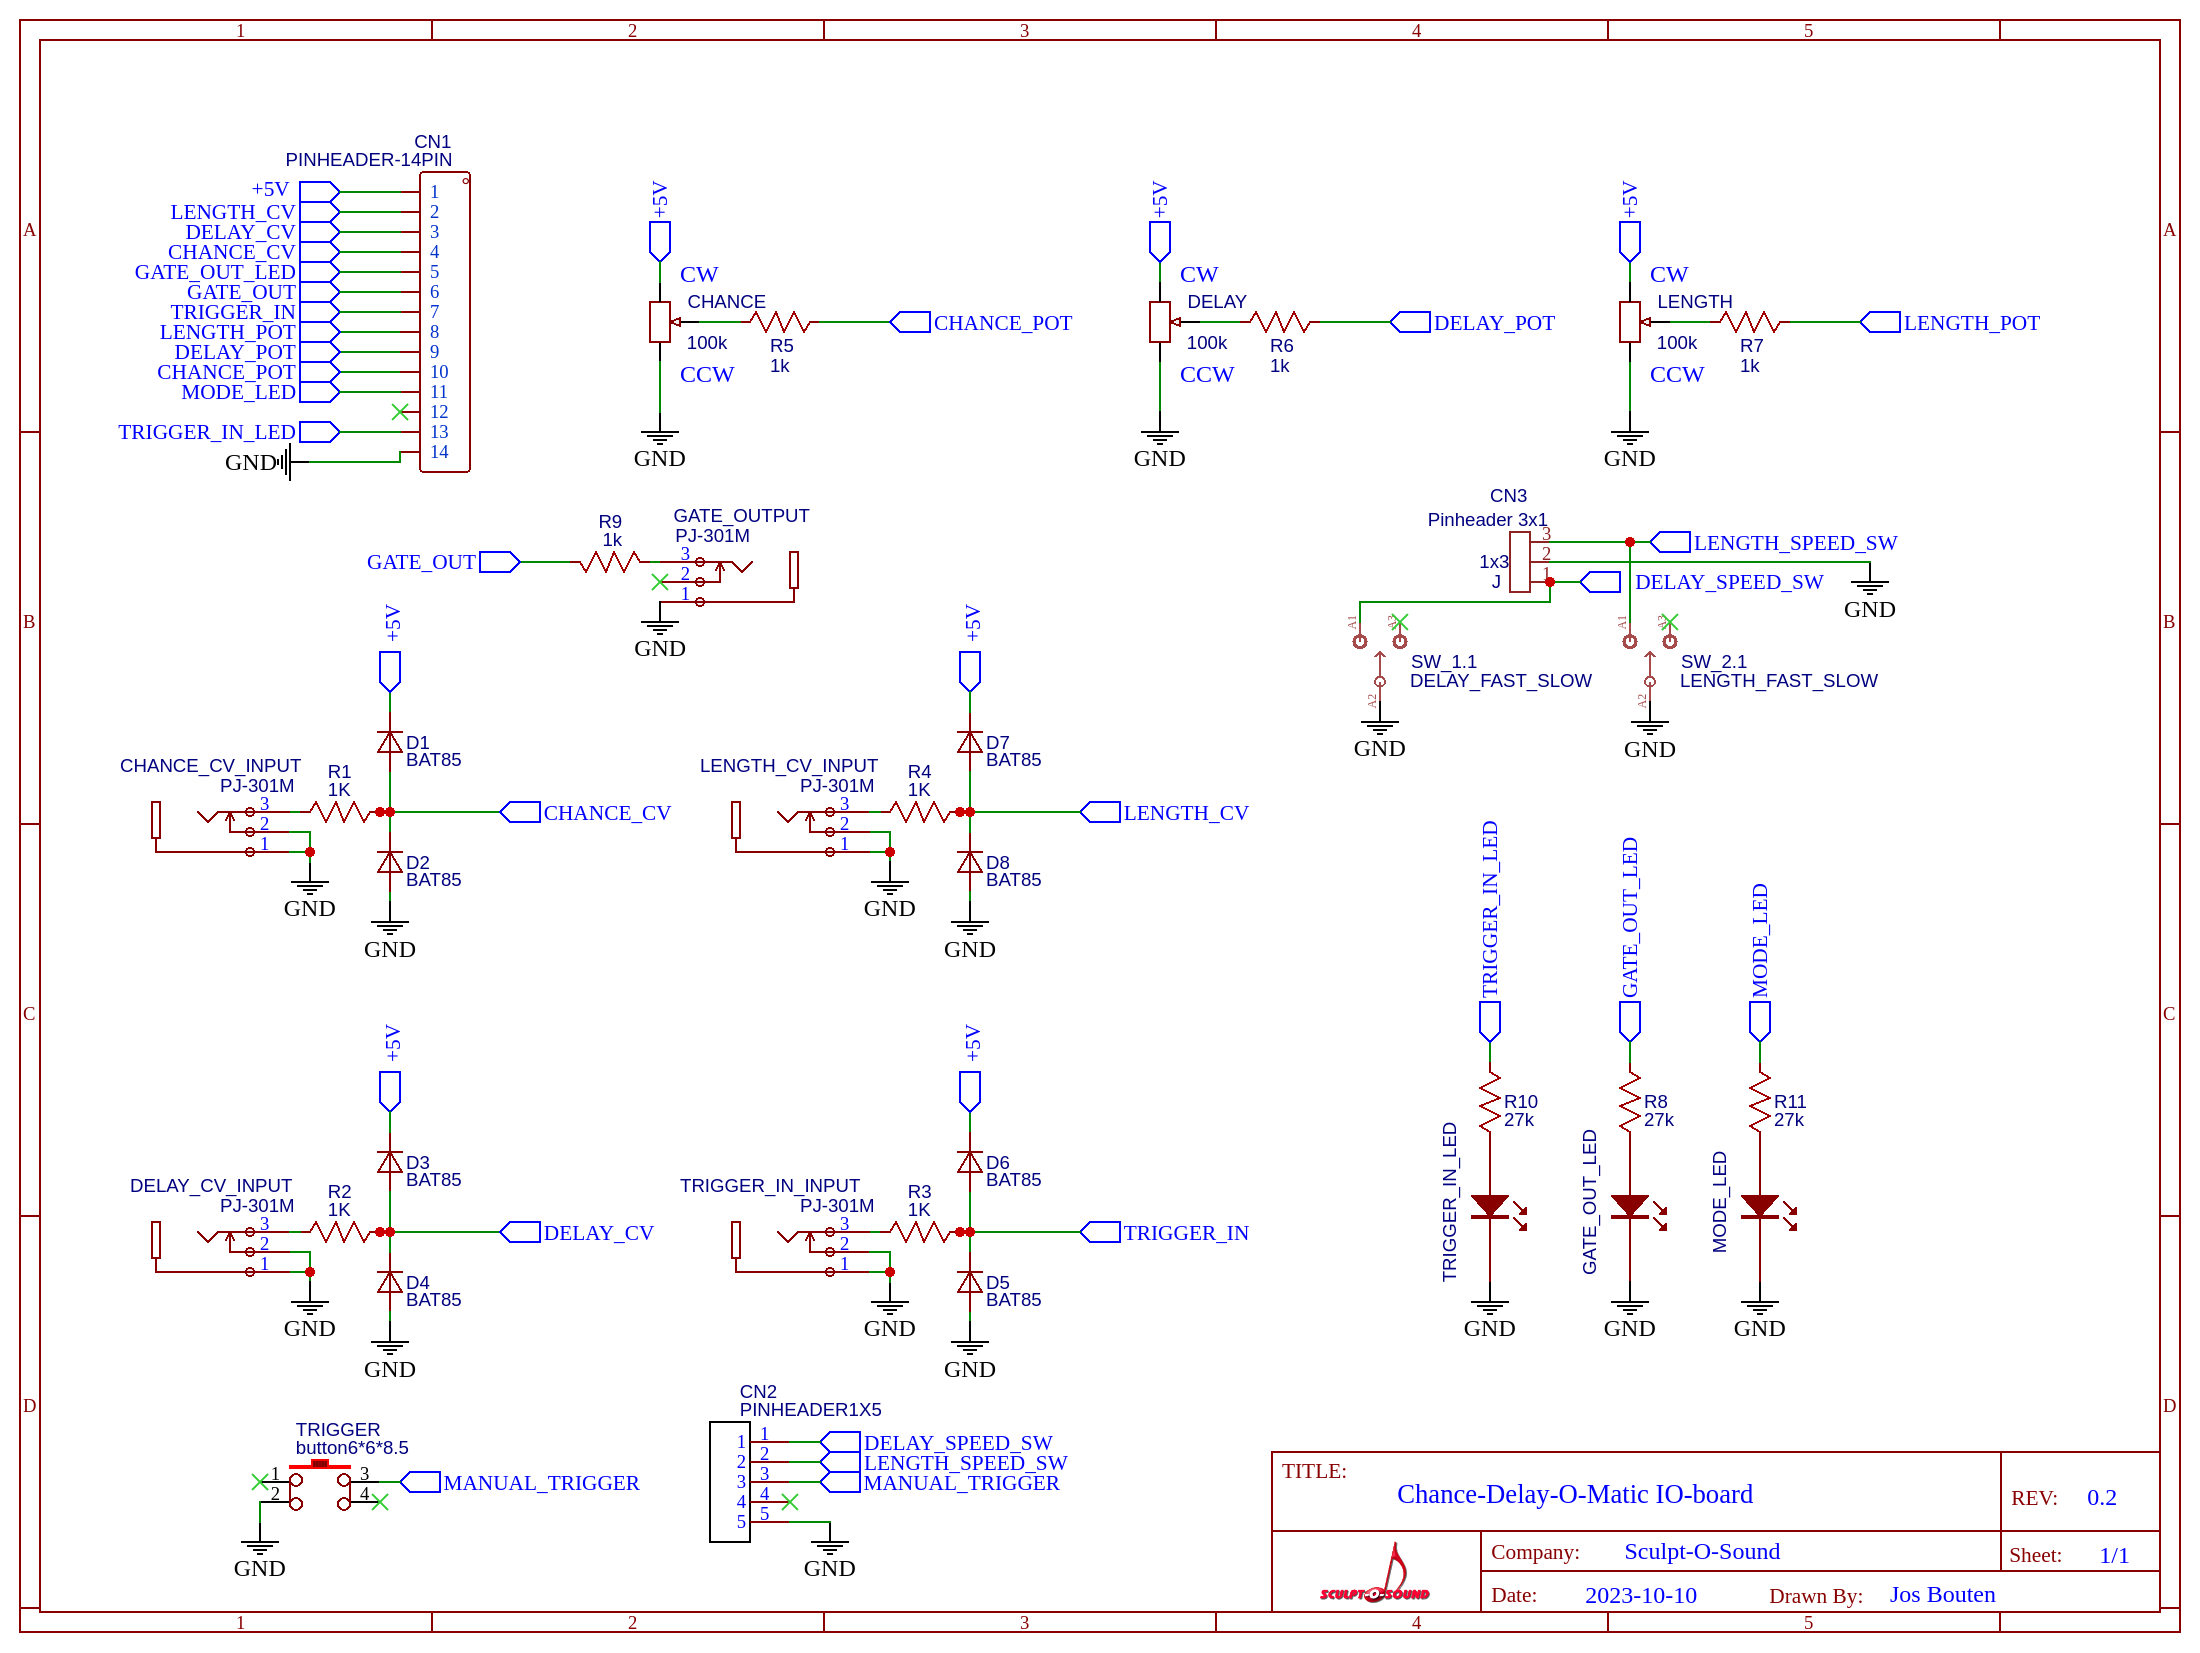 1 2 3 4 5
A A
B B
C C
D D
CN1
PINHEADER-14PIN
+5V 1
LENGTH_CV 2
DELAY_CV 3
CHANCE_CV 4
GATE_OUT_LED 5
GATE_OUT 6
TRIGGER_IN 7
LENGTH_POT 8
DELAY_POT 9
CHANCE_POT 10
MODE_LED 11
12
TRIGGER_IN_LED 13
14
GND
+5V
CW
CHANCE
100k
CCW
R5
1k
CHANCE_POT
GND
+5V
CW
DELAY
100k
CCW
R6
1k
DELAY_POT
GND
+5V
CW
LENGTH
100k
CCW
R7
1k
LENGTH_POT
GND
GATE_OUT
R9
1k
GATE_OUTPUT
PJ-301M
3
2
1
GND
CN3
Pinheader 3x1
3
2
1
1x3
J
LENGTH_SPEED_SW
DELAY_SPEED_SW
GND
A1
A3
A2
SW_1.1
DELAY_FAST_SLOW
GND
A1
A3
A2
SW_2.1
LENGTH_FAST_SLOW
GND
+5V
D1
BAT85
CHANCE_CV_INPUT
PJ-301M
3
2
1
R1
1K
CHANCE_CV
D2
BAT85
GND
GND
+5V
D7
BAT85
LENGTH_CV_INPUT
PJ-301M
3
2
1
R4
1K
LENGTH_CV
D8
BAT85
GND
GND
TRIGGER_IN_LED
R10
27k
TRIGGER_IN_LED
GND
GATE_OUT_LED
R8
27k
GATE_OUT_LED
GND
MODE_LED
R11
27k
MODE_LED
GND
+5V
D3
BAT85
DELAY_CV_INPUT
PJ-301M
3
2
1
R2
1K
DELAY_CV
D4
BAT85
GND
GND
+5V
D6
BAT85
TRIGGER_IN_INPUT
PJ-301M
3
2
1
R3
1K
TRIGGER_IN
D5
BAT85
GND
GND
TRIGGER
button6*6*8.5
1 3
2 4
MANUAL_TRIGGER
GND
CN2
PINHEADER1X5
1 1 DELAY_SPEED_SW
2 2 LENGTH_SPEED_SW
3 3 MANUAL_TRIGGER
4 4
5 5
GND
TITLE:
Chance-Delay-O-Matic IO-board
REV: 0.2
SCULPT-O-SOUND
Company: Sculpt-O-Sound
Sheet: 1/1
Date: 2023-10-10
Drawn By: Jos Bouten
1 2 3 4 5